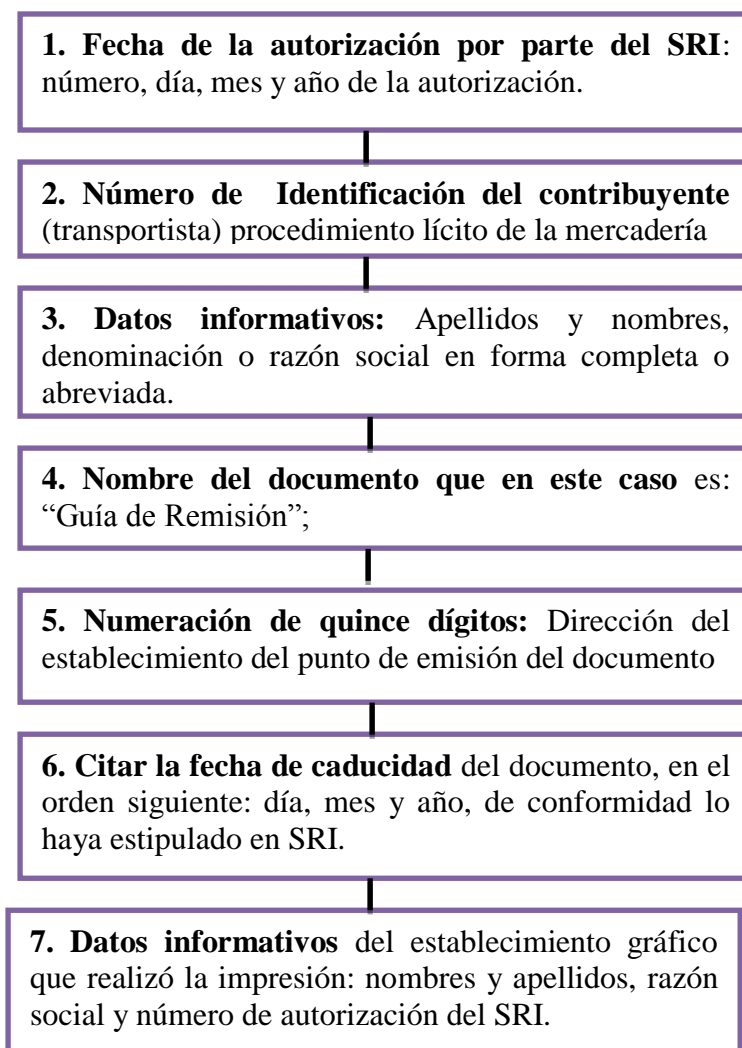 1. Fecha de la autorización por parte del SRI:
número, día, mes y año de la autorización.
2. Número de Identificación del contribuyente
(transportista) procedimiento lícito de la mercadería
3. Datos informativos: Apellidos y nombres,
denominación o razón social en forma completa o
abreviada.
4. Nombre del documento que en este caso es:
“Guía de Remisión”;
5. Numeración de quince dígitos: Dirección del
establecimiento del punto de emisión del documento
6. Citar la fecha de caducidad del documento, en el
orden siguiente: día, mes y año, de conformidad lo
haya estipulado en SRI.
7. Datos informativos del establecimiento gráfico
que realizó la impresión: nombres y apellidos, razón
social y número de autorización del SRI.